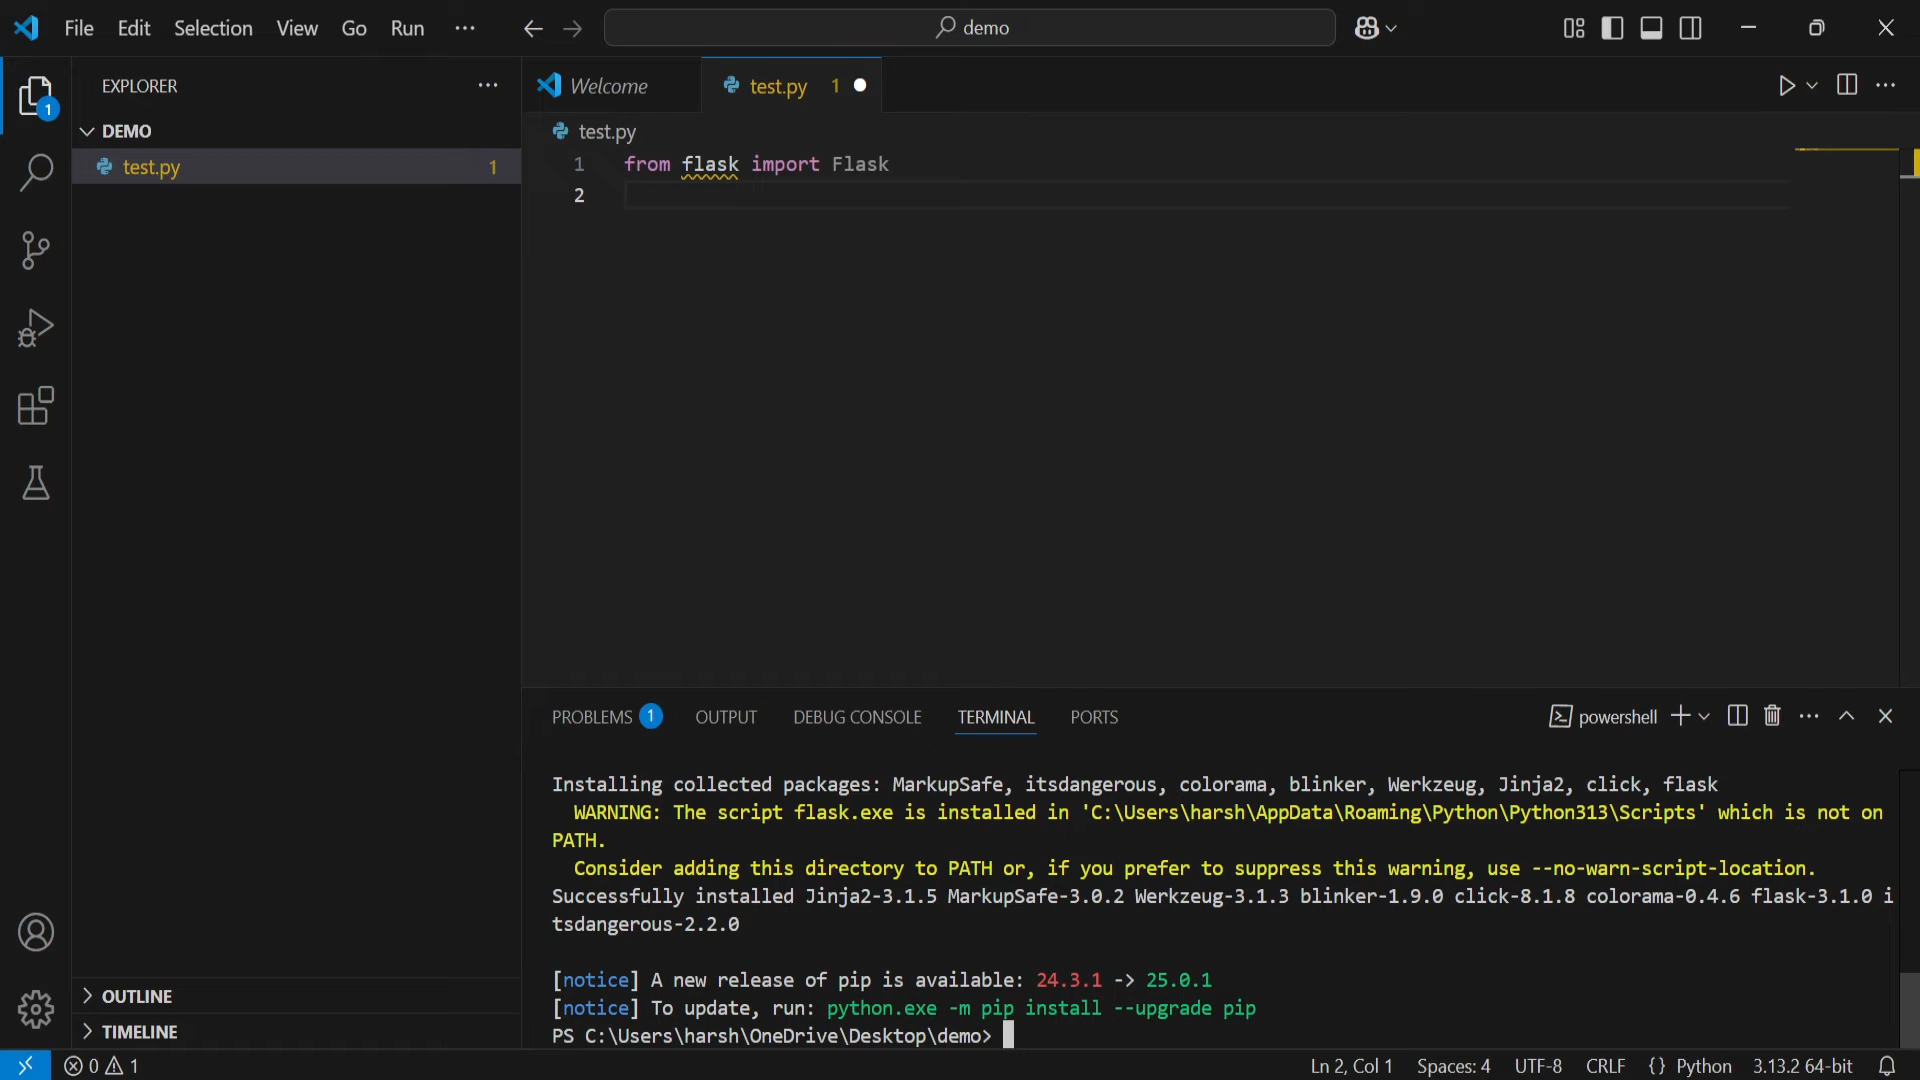 File Edit Selection View Go Run ··· ← → demo
EXPLORER ···
Welcome test.py 1
DEMO
test.py
test.py 1
1 from flask import Flask
2
PROBLEMS 1 OUTPUT DEBUG CONSOLE TERMINAL PORTS powershell
Installing collected packages: MarkupSafe, itsdangerous, colorama, blinker, Werkzeug, Jinja2, click, flask
WARNING: The script flask.exe is installed in 'C:\Users\harsh\AppData\Roaming\Python\Python313\Scripts' which is not on
PATH.
Consider adding this directory to PATH or, if you prefer to suppress this warning, use --no-warn-script-location.
Successfully installed Jinja2-3.1.5 MarkupSafe-3.0.2 Werkzeug-3.1.3 blinker-1.9.0 click-8.1.8 colorama-0.4.6 flask-3.1.0 i
tsdangerous-2.2.0
[notice] A new release of pip is available: 24.3.1 -> 25.0.1
[notice] To update, run: python.exe -m pip install --upgrade pip
PS C:\Users\harsh\OneDrive\Desktop\demo>
1
OUTLINE
TIMELINE
0 1 Ln 2, Col 1 Spaces: 4 UTF-8 CRLF {} Python 3.13.2 64-bit